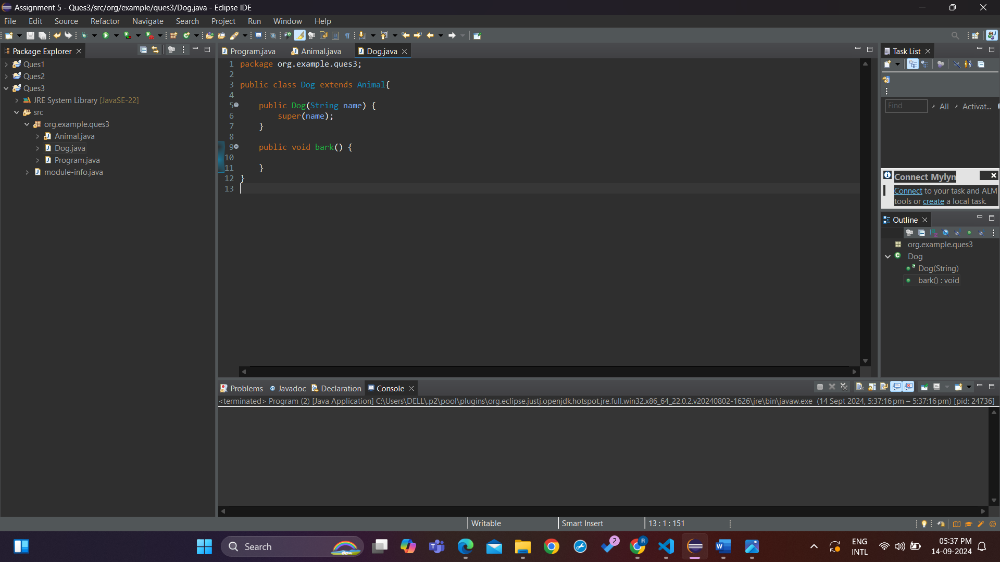 Assignment 5 - Ques3/src/org/example/ques3/Dog.java - Eclipse IDE
File Edit Source Refactor Navigate Search Project Run Window Help
Package Explorer
Ques1
Ques2
Ques3
JRE System Library [JavaSE-22]
src
org.example.ques3
Animal.java
Dog.java
Program.java
module-info.java
Program.java Animal.java Dog.java
1 package org.example.ques3;
2
3 public class Dog extends Animal{
4
5 public Dog(String name) {
6 super(name);
7 }
8
9 public void bark() {
10
11 }
12 }
13
Task List
Find All Activat...
Connect Mylyn
Connect to your task and ALM
tools or create a local task.
Outline
org.example.ques3
Dog
Dog(String)
bark() : void
Problems Javadoc Declaration Console
<terminated> Program (2) [Java Application] C:\Users\DELL\.p2\pool\plugins\org.eclipse.justj.openjdk.hotspot.jre.full.win32.x86_64_22.0.2.v20240802-1626\jre\bin\javaw.exe (14 Sept 2024, 5:37:16 pm – 5:37:16 pm) [pid: 24736]
Writable Smart Insert 13 : 1 : 151
Search
2
R
ENG
INTL
05:37 PM
14-09-2024